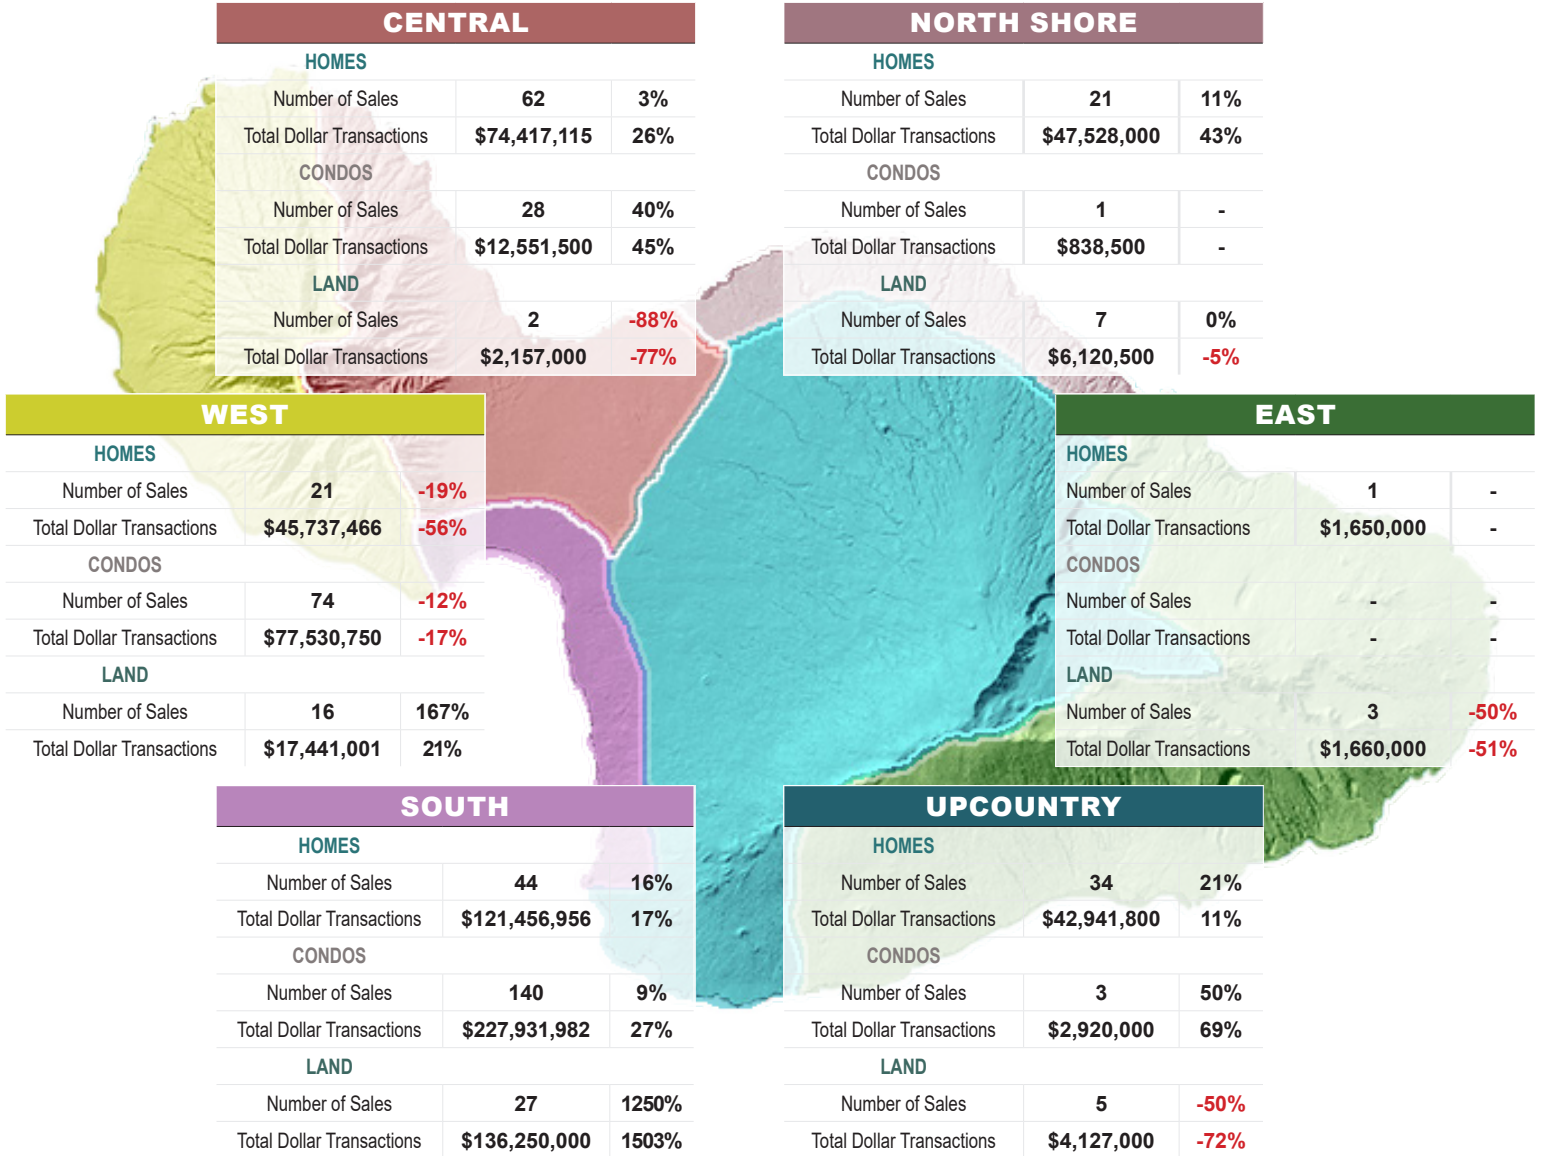 CENTRAL
HOMES
Number of Sales 62 3%
Total Dollar Transactions $74,417,115 26%
CONDOS
Number of Sales 28 40%
Total Dollar Transactions $12,551,500 45%
LAND
Number of Sales 2 -88%
Total Dollar Transactions $2,157,000 -77%
NORTH SHORE
HOMES
Number of Sales 21 11%
Total Dollar Transactions $47,528,000 43%
CONDOS
Number of Sales 1 -
Total Dollar Transactions $838,500 -
LAND
Number of Sales 7 0%
Total Dollar Transactions $6,120,500 -5%
WEST
HOMES
Number of Sales 21 -19%
Total Dollar Transactions $45,737,466 -56%
CONDOS
Number of Sales 74 -12%
Total Dollar Transactions $77,530,750 -17%
LAND
Number of Sales 16 167%
Total Dollar Transactions $17,441,001 21%
EAST
HOMES
Number of Sales 1 -
Total Dollar Transactions $1,650,000 -
CONDOS
Number of Sales - -
Total Dollar Transactions - -
LAND
Number of Sales 3 -50%
Total Dollar Transactions $1,660,000 -51%
SOUTH
HOMES
Number of Sales 44 16%
Total Dollar Transactions $121,456,956 17%
CONDOS
Number of Sales 140 9%
Total Dollar Transactions $227,931,982 27%
LAND
Number of Sales 27 1250%
Total Dollar Transactions $136,250,000 1503%
UPCOUNTRY
HOMES
Number of Sales 34 21%
Total Dollar Transactions $42,941,800 11%
CONDOS
Number of Sales 3 50%
Total Dollar Transactions $2,920,000 69%
LAND
Number of Sales 5 -50%
Total Dollar Transactions $4,127,000 -72%